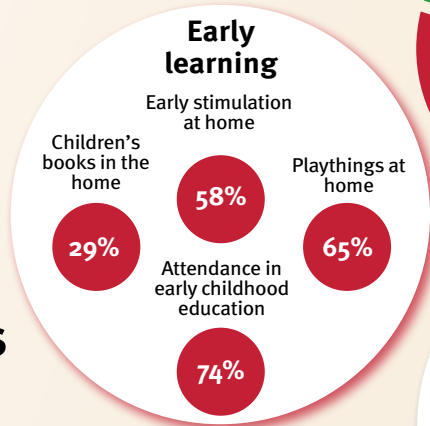 Early
learning
Early stimulation
at home
58%
Children's
books in the
home
29%
Playthings at
home
65%
Attendance in
early childhood
education
74%
s